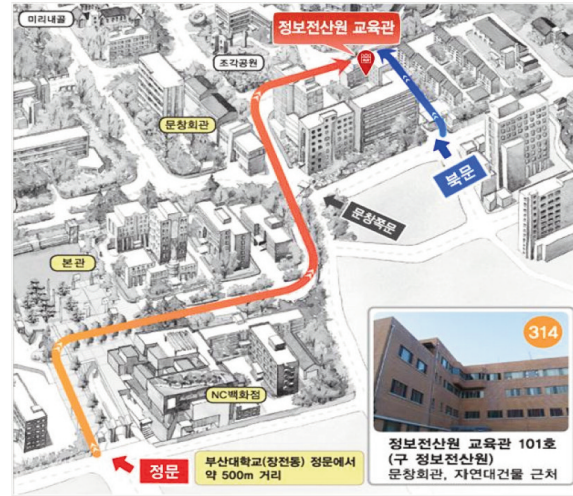 미리내골
정보전산원 교육관
조각공원
문창회관
북문
문창쪽문
본관
314
NC백화점
정보전산원 교육관 101호
(구 정보전산원)
문창회관, 자연대건물 근처
정문
부산대학교(장전동) 정문에서
약 500m 거리